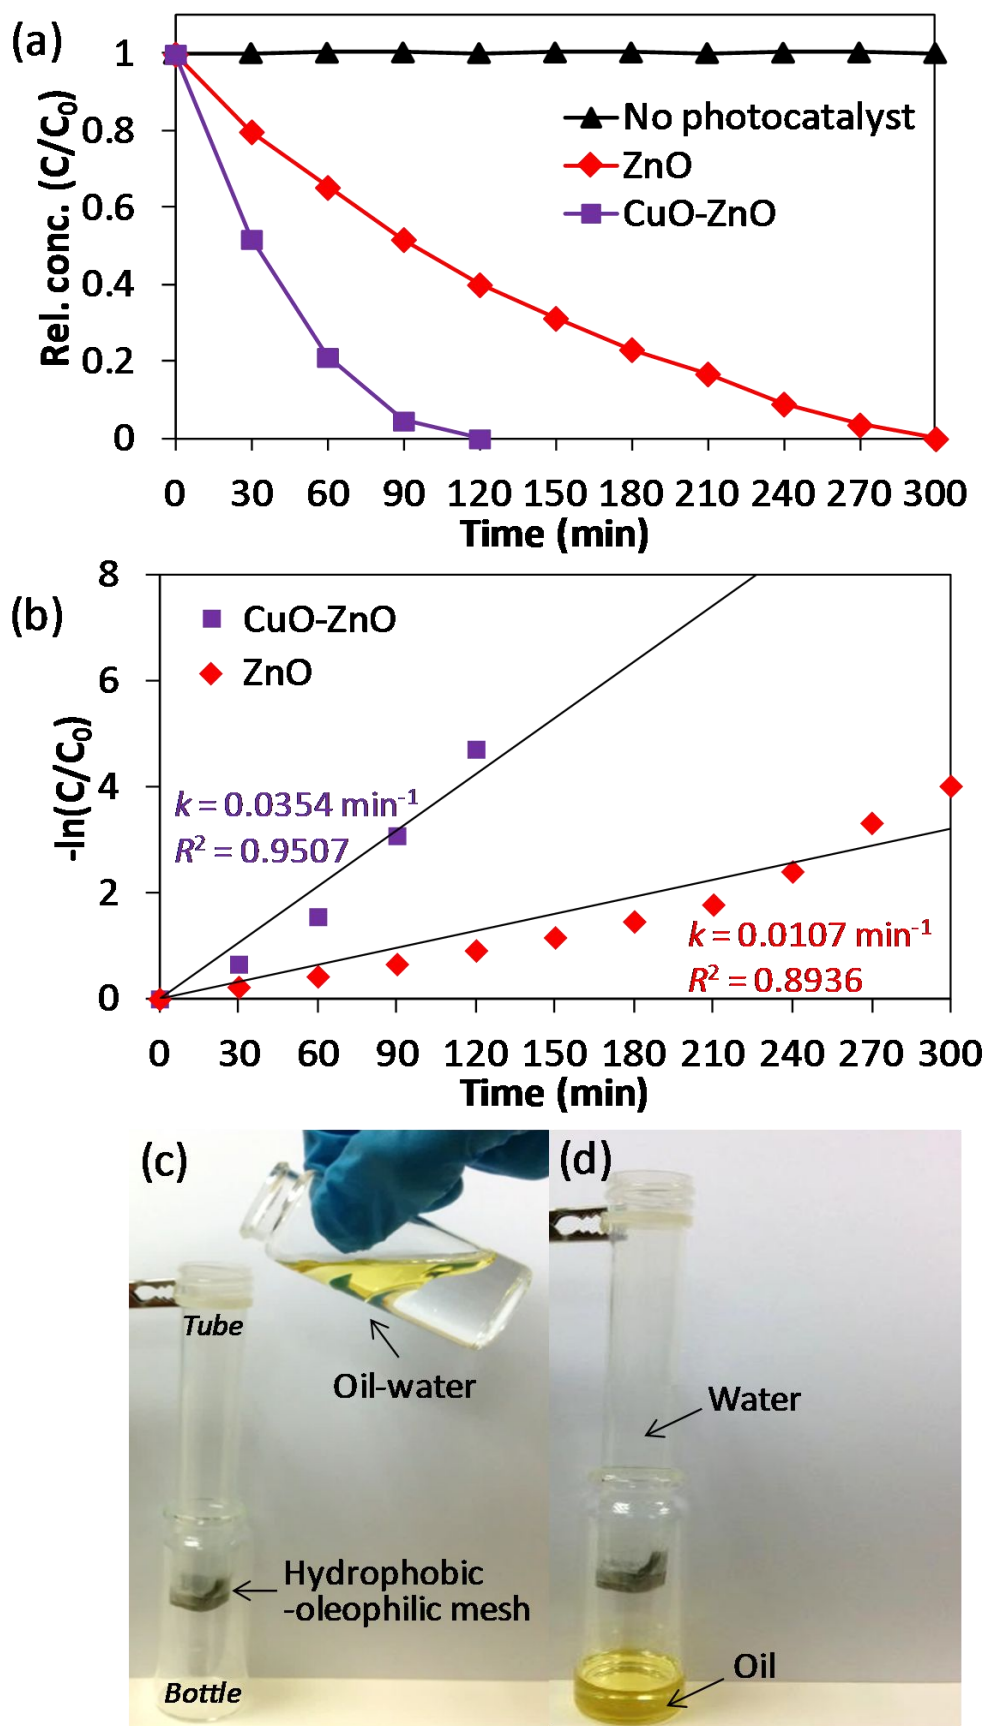 (a)
Rel. conc. (C/C0)
1
0.8
0.6
0.4
0.2
0
No photocatalyst
ZnO
CuO-ZnO
0 30 60 90 120 150 180 210 240 270 300
Time (min)
(b)
-ln(C/C0)
8
6
4
2
0
CuO-ZnO
ZnO
k = 0.0354 min-1
R2 = 0.9507
k = 0.0107 min-1
R2 = 0.8936
0 30 60 90 120 150 180 210 240 270 300
Time (min)
(c)
Tube
Oil-water
Hydrophobic
-oleophilic mesh
Bottle
(d)
Water
Oil